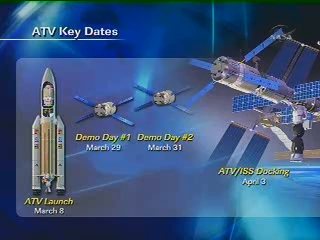 ATV Key Dates
Demo Day #1
March 29
Demo Day #2
March 31
ATV/ISS Docking
April 3
ATV Launch
March 8